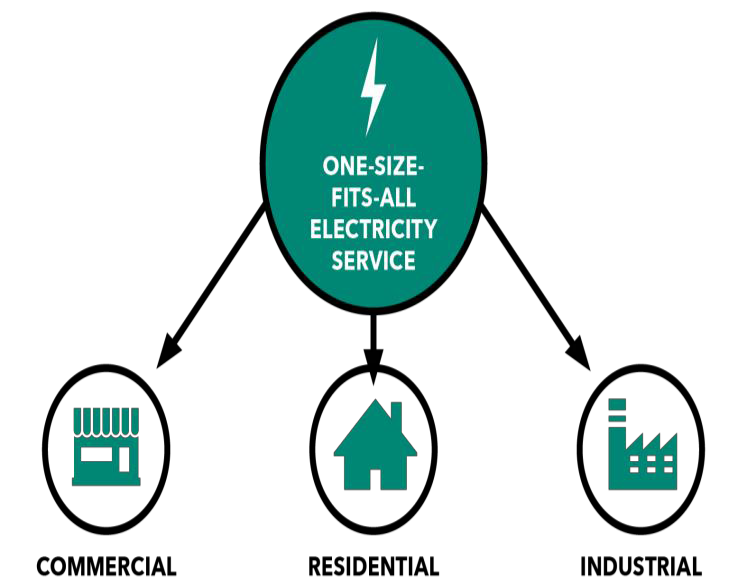 ONE-SIZE-
FITS-ALL
ELECTRICITY
SERVICE
COMMERCIAL
RESIDENTIAL
INDUSTRIAL